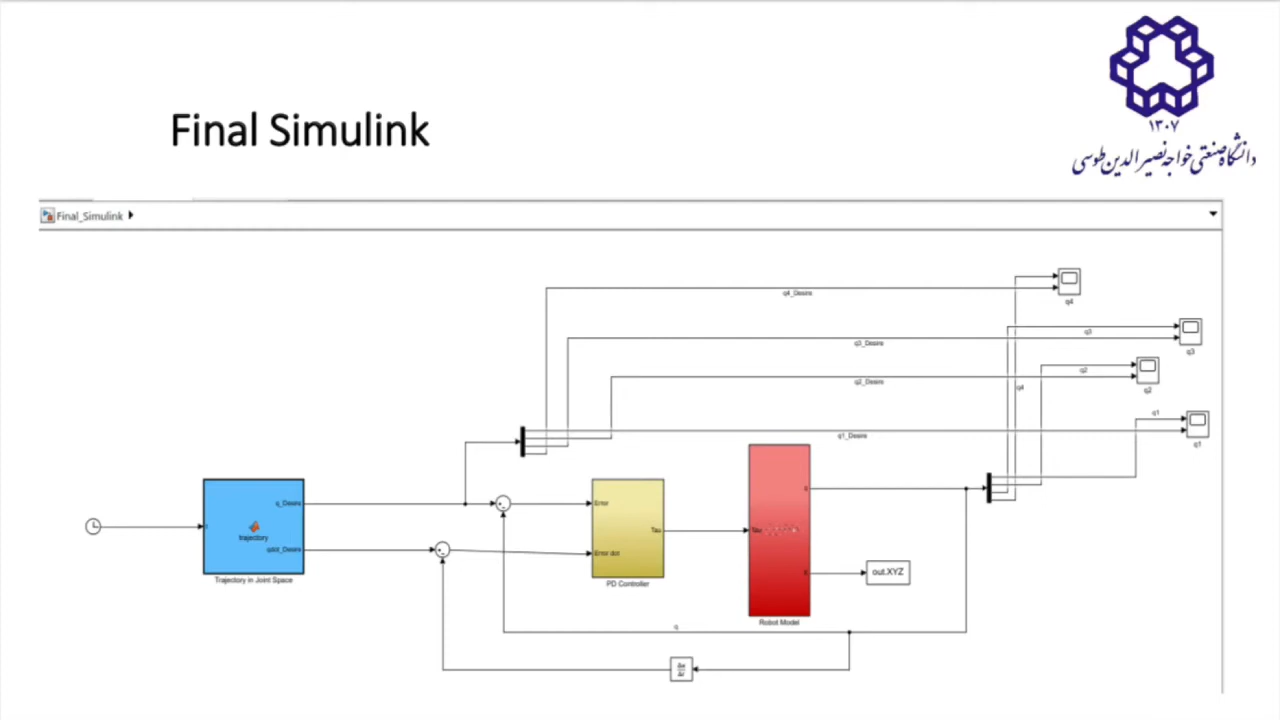 ۱۳۰۷
دانشگاه صنعتی خواجه نصیرالدین طوسی
Final Simulink
Final_Simulink
q4_Desire
q4
q3
q3_Desire
q3
q2
q2_Desire
q4
q2
q1
q1_Desire
q1
q_Desire
Error
q
trajectory
Tau
Tau
qdot_Desire
Error dot
out.XYZ
Trajectory in Joint Space
PD Controller
Robot Model
q